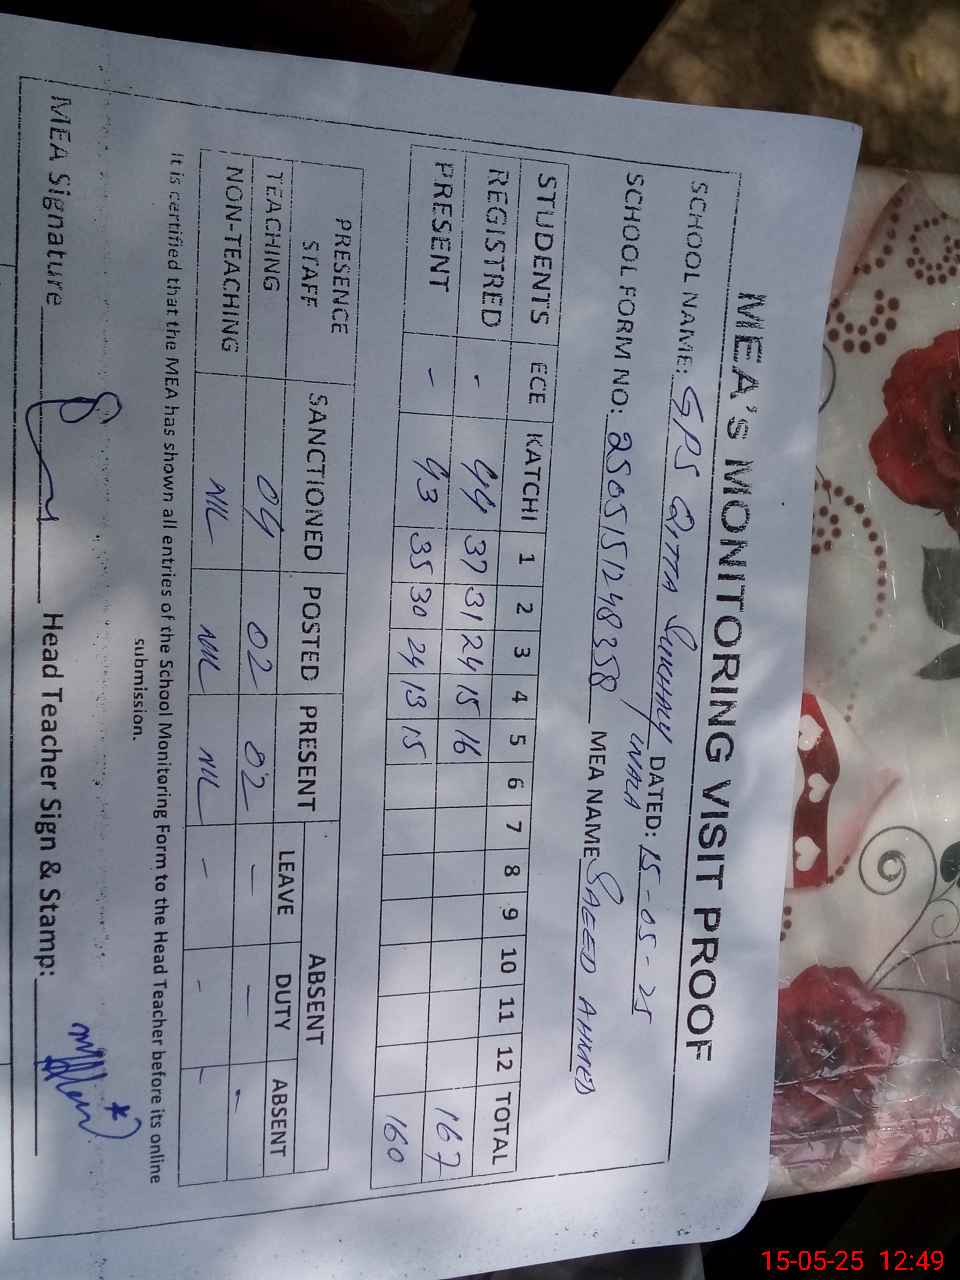 MEA's MONITORING VISIT PROOF
SCHOOL NAME: GPS QITTA SUKHAY WALA DATED: 15-05-25
SCHOOL FORM NO: 2505151248358 MEA NAME SAEED AHMED
STUDENTS ECE KATCHI 1 2 3 4 5 6 7 8 9 10 11 12 TOTAL
REGISTRED - 44 37 31 24 15 16 167
PRESENT - 43 35 30 24 13 15 160
PRESENCE STAFF SANCTIONED POSTED PRESENT ABSENT
LEAVE DUTY ABSENT
TEACHING 04 02 02 - - -
NON-TEACHING NIL NIL NIL - - -
It is certified that the MEA has shown all entries of the School Monitoring Form to the Head Teacher before its online
submission.
MEA Signature Head Teacher Sign & Stamp:
15-05-25 12:49